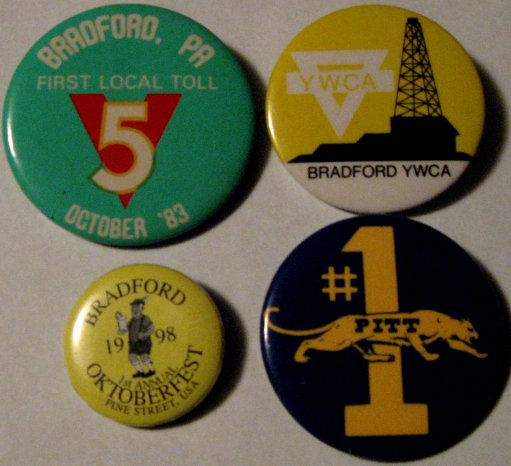 BRADFORD, PA
FIRST LOCAL TOLL
5
OCTOBER '83
YWCA
BRADFORD YWCA
BRADFORD
19 98
1st ANNUAL
OKTOBERFEST
PINE STREET, USA
#1
PITT